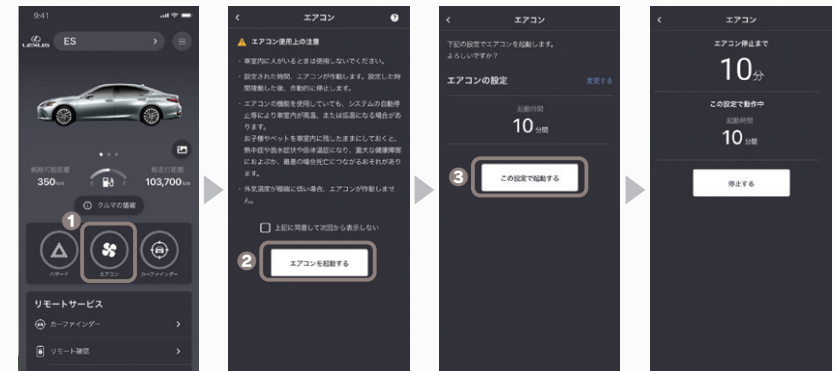 9:41
LEXUS
ES
航続可能距離
350 km
総走行距離
103,700 km
クルマの情報
1
ハザード
エアコン
カーファインダー
リモートサービス
カーファインダー
リモート確認
エアコン
?
エアコン使用上の注意
・車室内に人がいるときは使用しないでください。
・設定された時間、エアコンが作動します。設定した時
間稼働した後、自動的に停止します。
・エアコンの機能を使用していても、システムの自動停
止等により車室内が高温、または低温になる場合があ
ります。
お子様やペットを車室内に残したままにしておくと、
熱中症や脱水症状や低体温症になり、重大な健康障害
におよぶか、最悪の場合死亡につながるおそれがあり
ます。
・外気温度が極端に低い場合、エアコンが作動しませ
ん。
上記に同意して次回から表示しない
2
エアコンを起動する
エアコン
下記の設定でエアコンを起動します。
よろしいですか？
エアコンの設定
変更する
起動時間
10分間
3
この設定で起動する
エアコン
エアコン停止まで
10分
この設定で動作中
起動時間
10分間
停止する